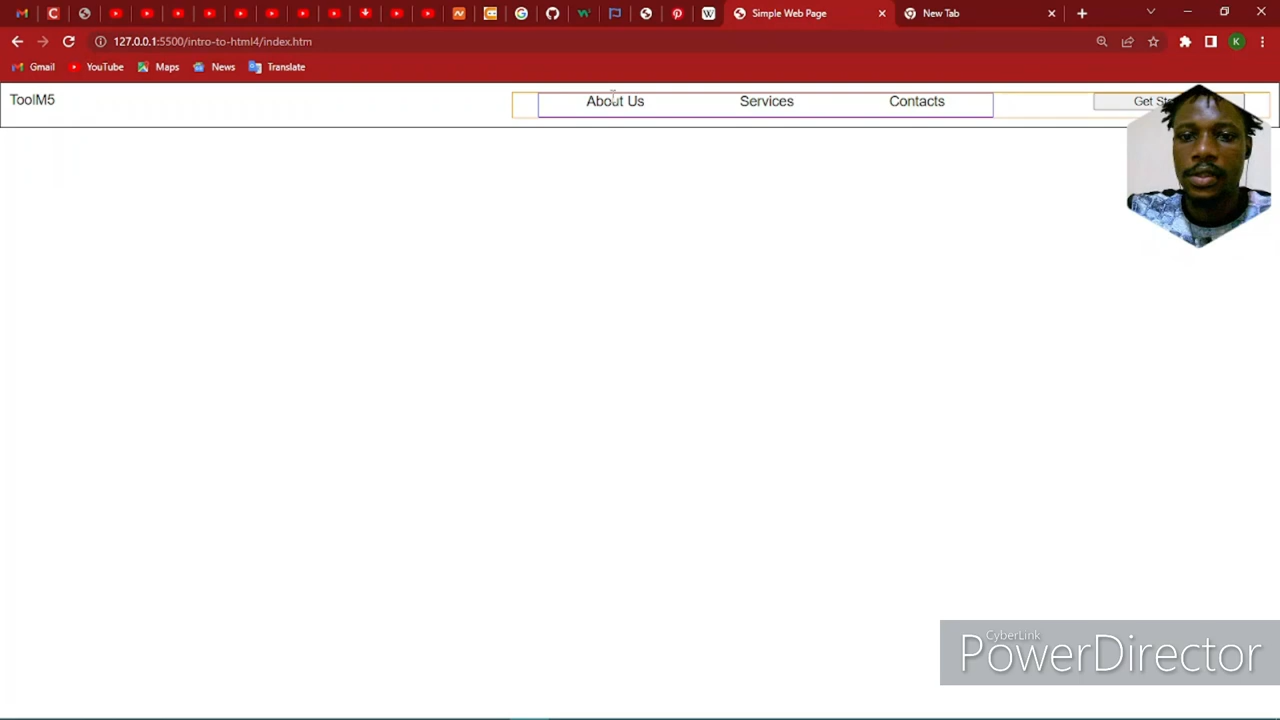 Simple Web Page
New Tab
127.0.0.1:5500/intro-to-html4/index.htm
K
Gmail
YouTube
Maps
News
Translate
ToolM5
About Us
Services
Contacts
Get
CyberLink
PowerDirector